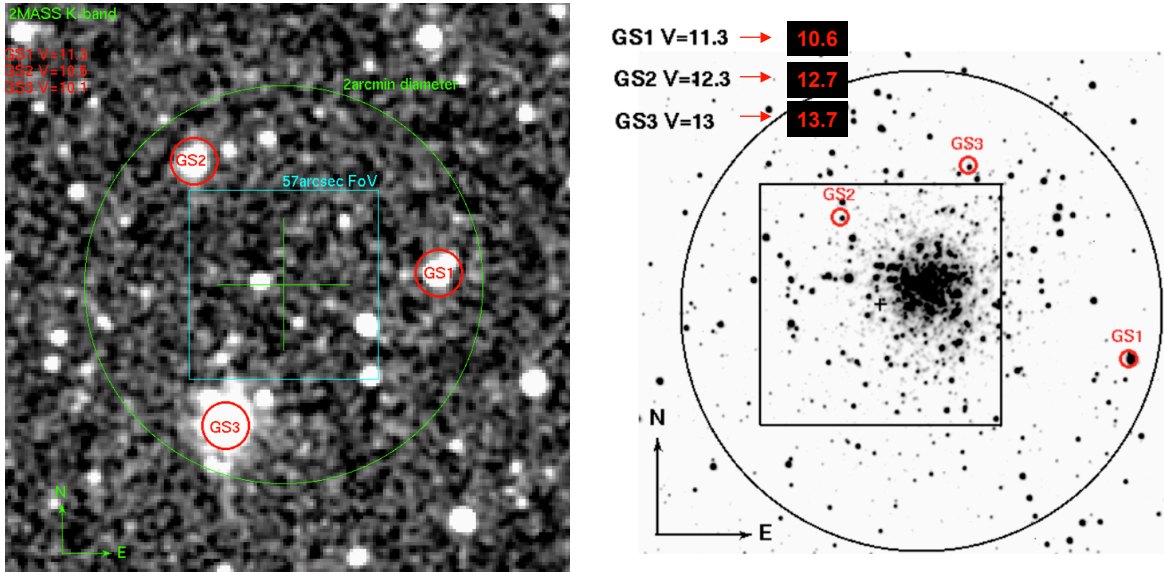 2MASS K-band
GS1 V=11.3
GS2 V=10.5
GS3 V=10.1
2arcmin diameter
GS2
57arcsec FoV
GS1
GS3
N
E
GS1 V=11.3 → 10.6
GS2 V=12.3 → 12.7
GS3 V=13 → 13.7
GS3
GS2
GS1
N
E